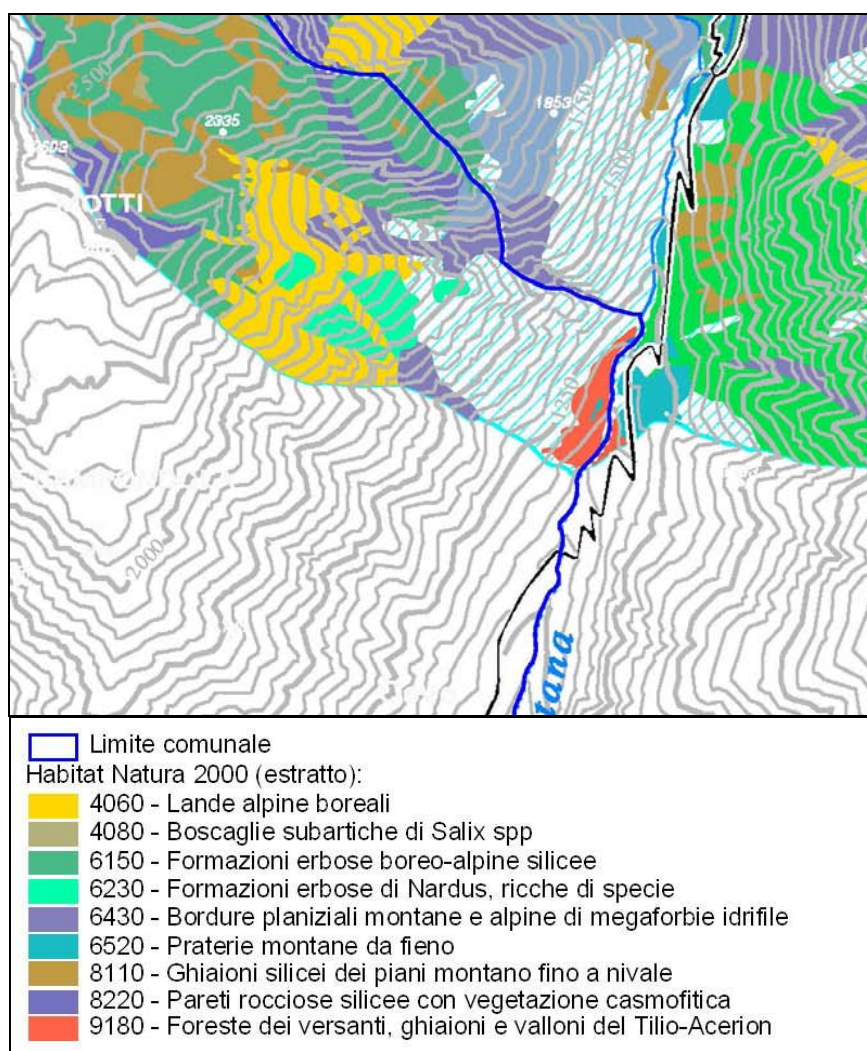 2500
2335
1853
1500
2000
tana
Limite comunale
Habitat Natura 2000 (estratto):
4060 - Lande alpine boreali
4080 - Boscaglie subartiche di Salix spp
6150 - Formazioni erbose boreo-alpine silicee
6230 - Formazioni erbose di Nardus, ricche di specie
6430 - Bordure planiziali montane e alpine di megaforbie idrifile
6520 - Praterie montane da fieno
8110 - Ghiaioni silicei dei piani montano fino a nivale
8220 - Pareti rocciose silicee con vegetazione casmofitica
9180 - Foreste dei versanti, ghiaioni e valloni del Tilio-Acerion